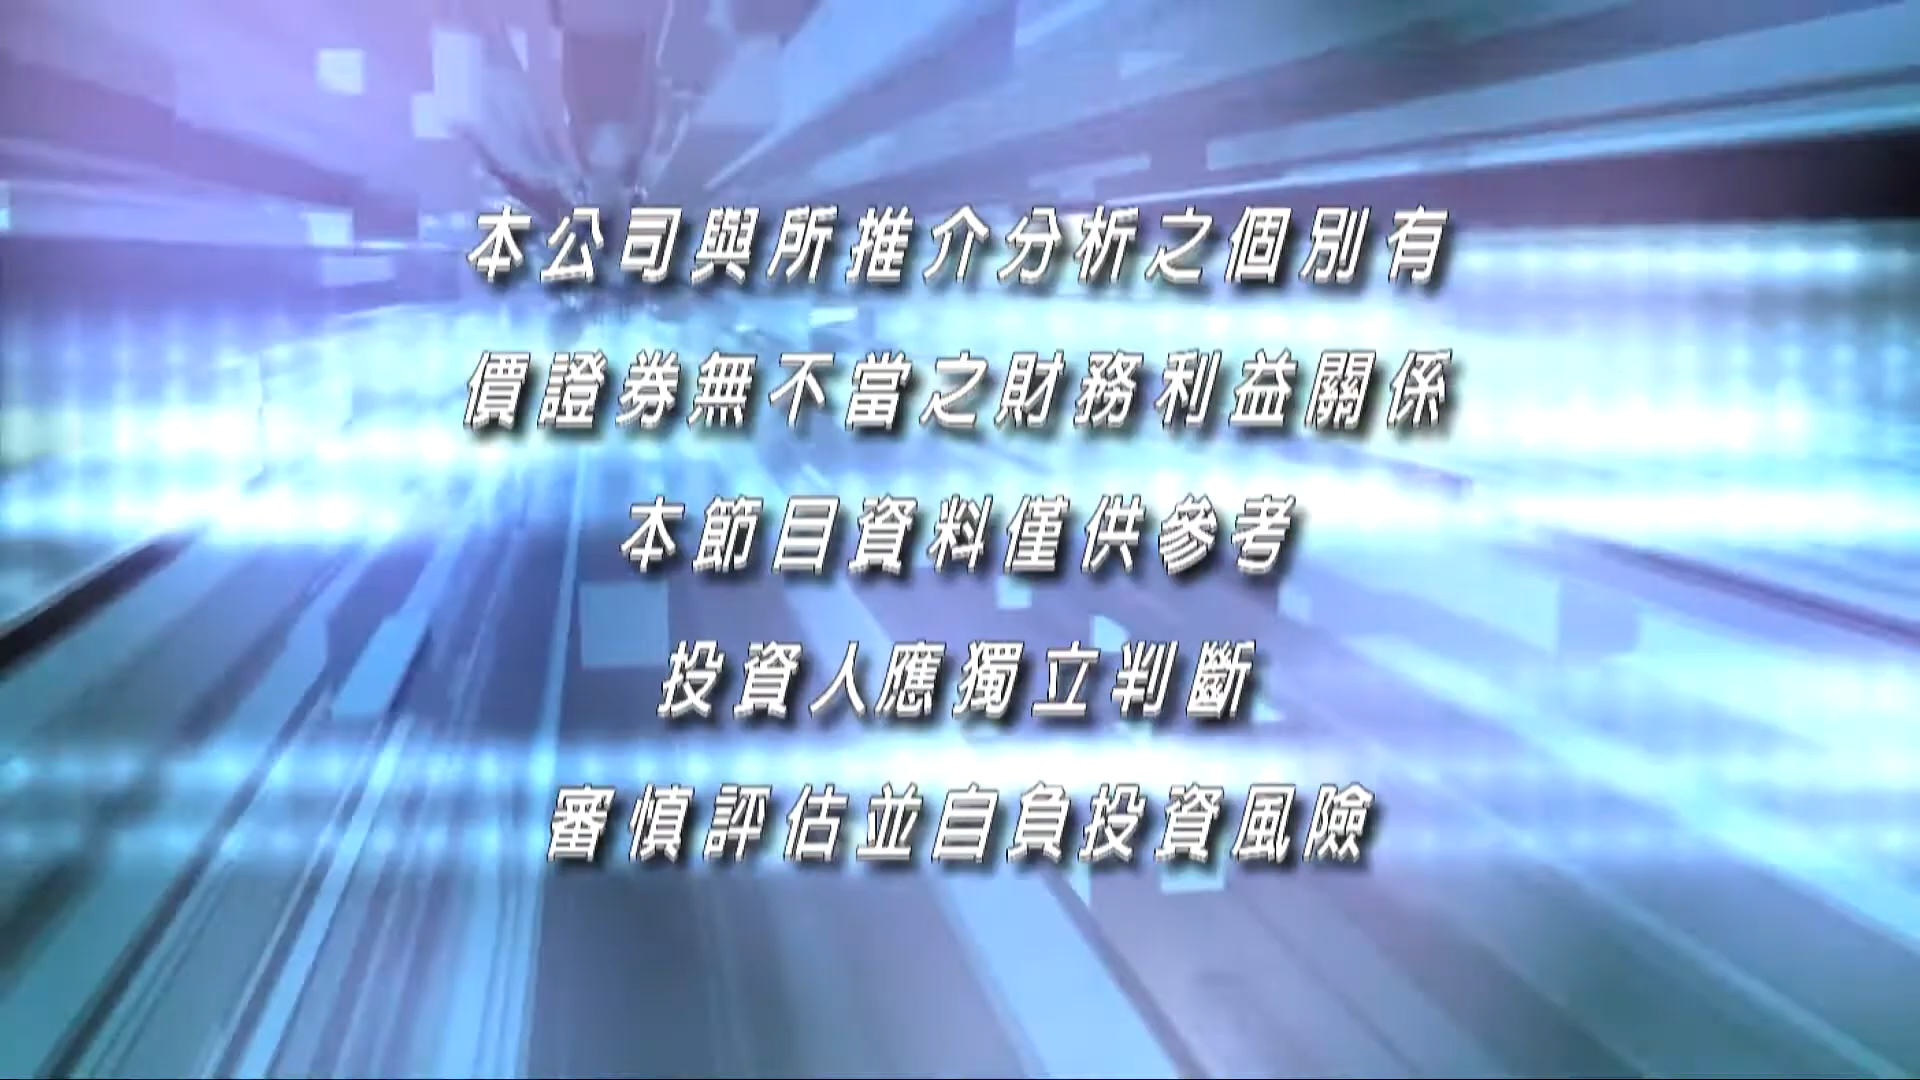 本公司與所推介分析之個別有
價證券無不當之財務利益關係
本節目資料僅供參考
投資人應獨立判斷
審慎評估並自負投資風險